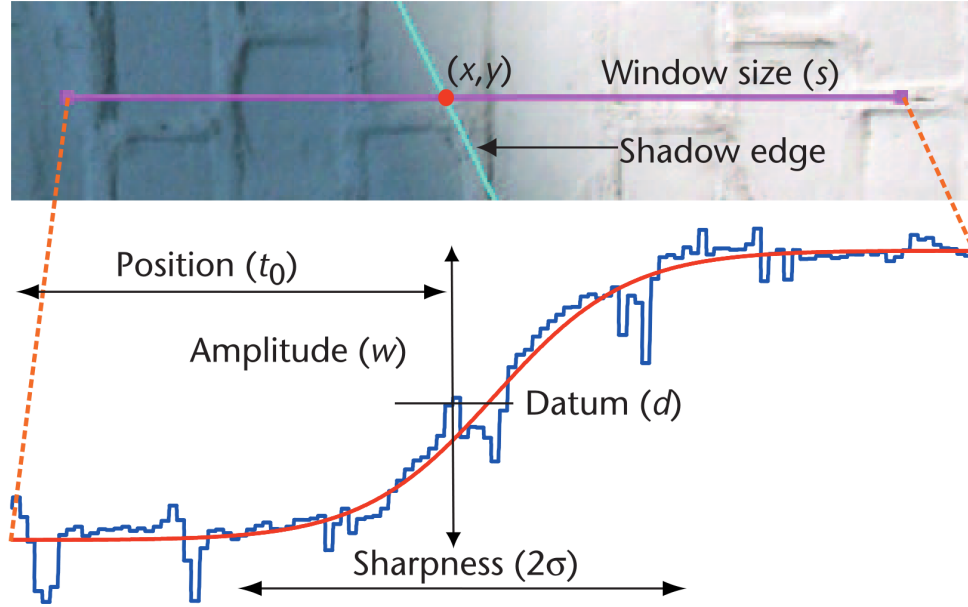 (x,y)
Window size (s)
Shadow edge
Position (t₀)
Amplitude (w)
Datum (d)
Sharpness (2σ)